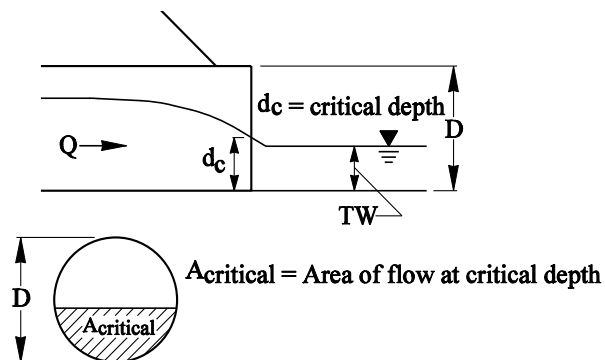 dc = critical depth
D
Q
dc
TW
D
Acritical = Area of flow at critical depth
Acritical